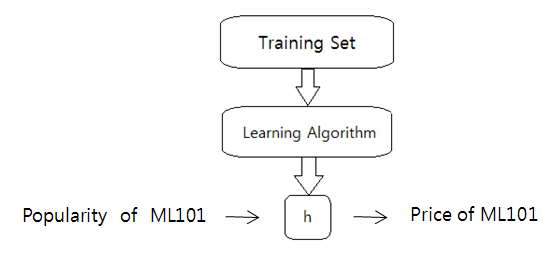 Training Set
Learning Algorithm
Popularity of ML101
h
Price of ML101